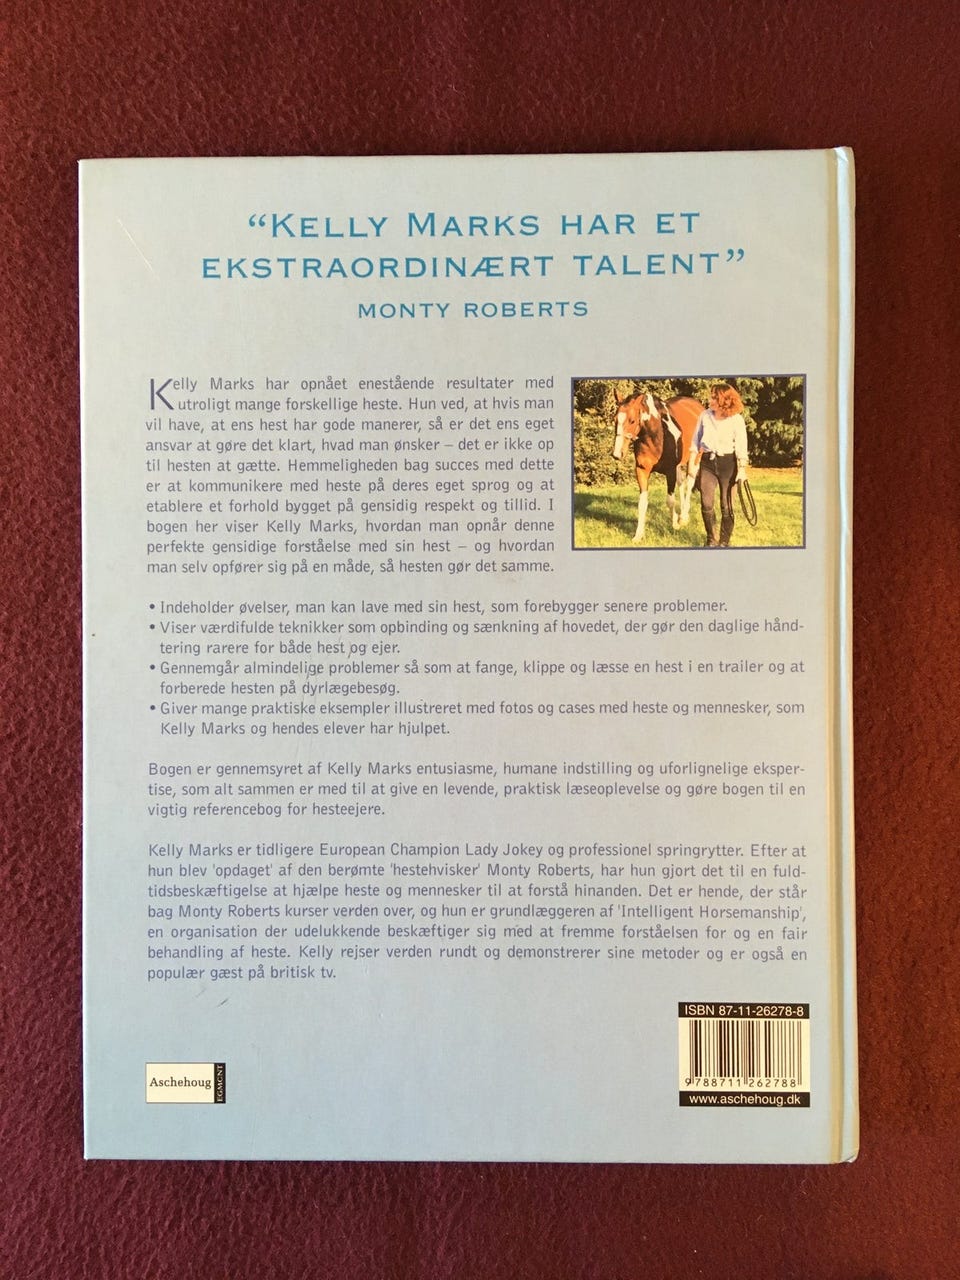 “KELLY MARKS HAR ET
EKSTRAORDINÆRT TALENT”
MONTY ROBERTS
Kelly Marks har opnået enestående resultater med
utroligt mange forskellige heste. Hun ved, at hvis man
vil have, at ens hest har gode manerer, så er det ens eget
ansvar at gøre det klart, hvad man ønsker – det er ikke op
til hesten at gætte. Hemmeligheden bag succes med dette
er at kommunikere med heste på deres eget sprog og at
etablere et forhold bygget på gensidig respekt og tillid. I
bogen her viser Kelly Marks, hvordan man opnår denne
perfekte gensidige forståelse med sin hest – og hvordan
man selv opfører sig på en måde, så hesten gør det samme.
• Indeholder øvelser, man kan lave med sin hest, som forebygger senere problemer.
• Viser værdifulde teknikker som opbinding og sænkning af hovedet, der gør den daglige hånd-
tering rarere for både hest og ejer.
• Gennemgår almindelige problemer så som at fange, klippe og læsse en hest i en trailer og at
forberede hesten på dyrlægebesøg.
• Giver mange praktiske eksempler illustreret med fotos og cases med heste og mennesker, som
Kelly Marks og hendes elever har hjulpet.
Bogen er gennemsyret af Kelly Marks entusiasme, humane indstilling og uforlignelige eksper-
tise, som alt sammen er med til at give en levende, praktisk læseoplevelse og gøre bogen til en
vigtig referencebog for hesteejere.
Kelly Marks er tidligere European Champion Lady Jokey og professionel springrytter. Efter at
hun blev 'opdaget' af den berømte 'hestehvisker' Monty Roberts, har hun gjort det til en fuld-
tidsbeskæftigelse at hjælpe heste og mennesker til at forstå hinanden. Det er hende, der står
bag Monty Roberts kurser verden over, og hun er grundlæggeren af 'Intelligent Horsemanship',
en organisation der udelukkende beskæftiger sig med at fremme forståelsen for og en fair
behandling af heste. Kelly rejser verden rundt og demonstrerer sine metoder og er også en
populær gæst på britisk tv.
ISBN 87-11-26278-8
9 788711 262788
www.aschehoug.dk
Aschehoug
EGMONT